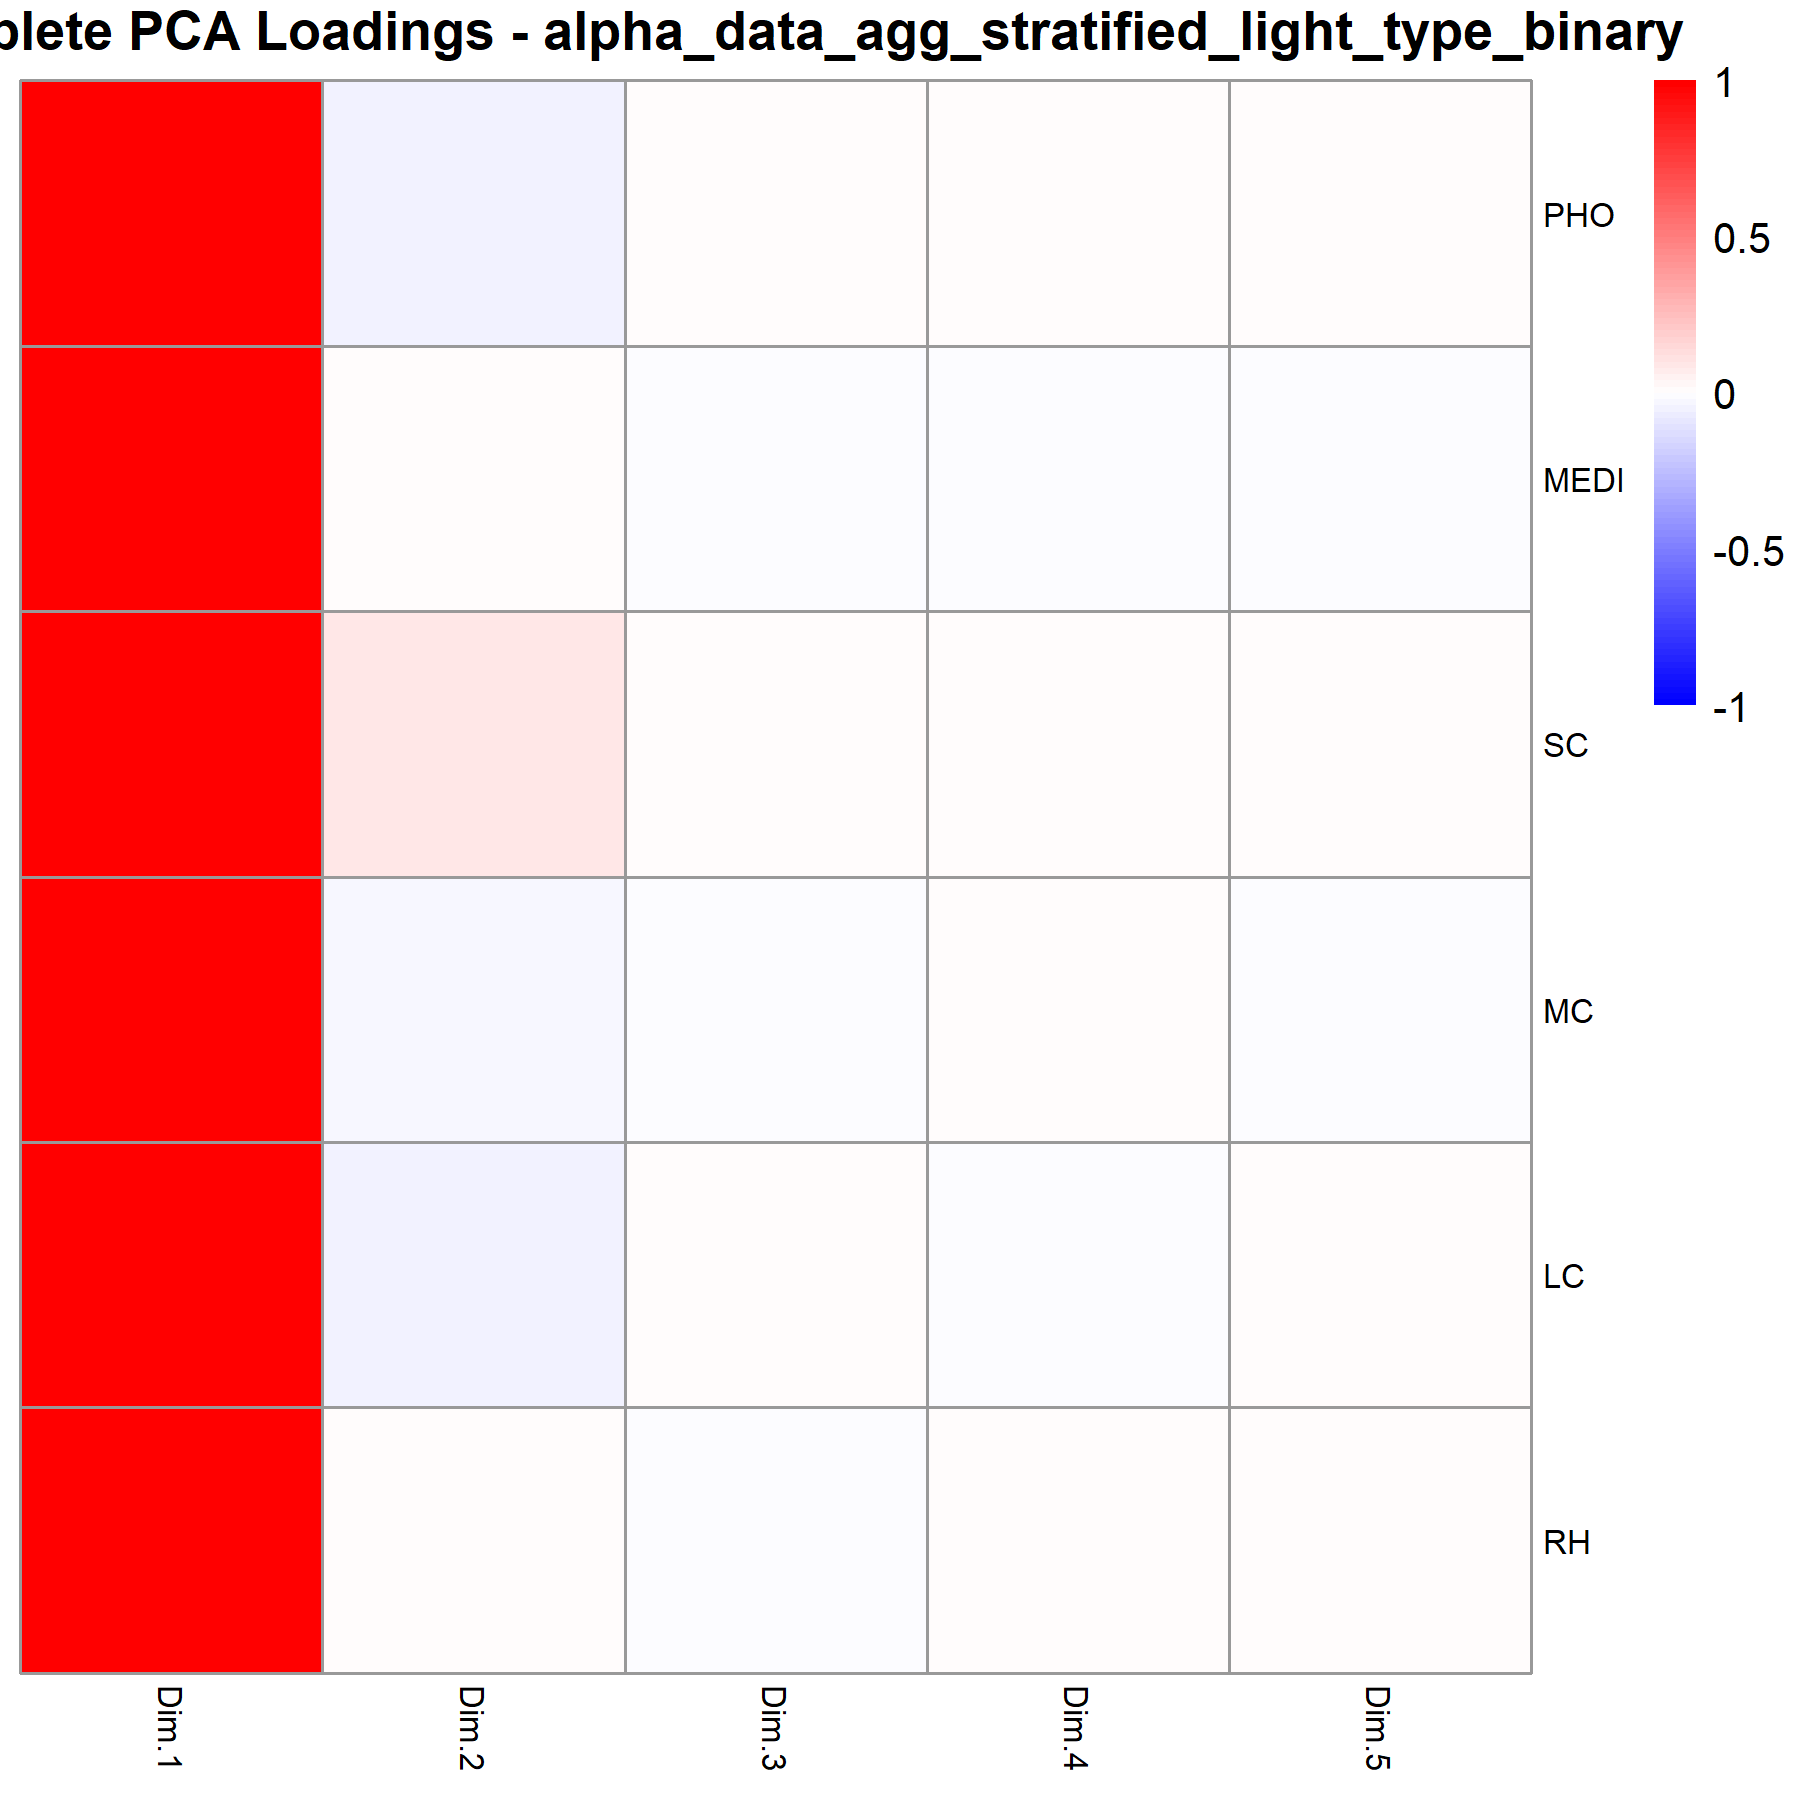 plete PCA Loadings - alpha_data_agg_stratified_light_type_binary
1
0.5
0
-0.5
-1
PHO
MEDI
SC
MC
LC
RH
Dim.1
Dim.2
Dim.3
Dim.4
Dim.5